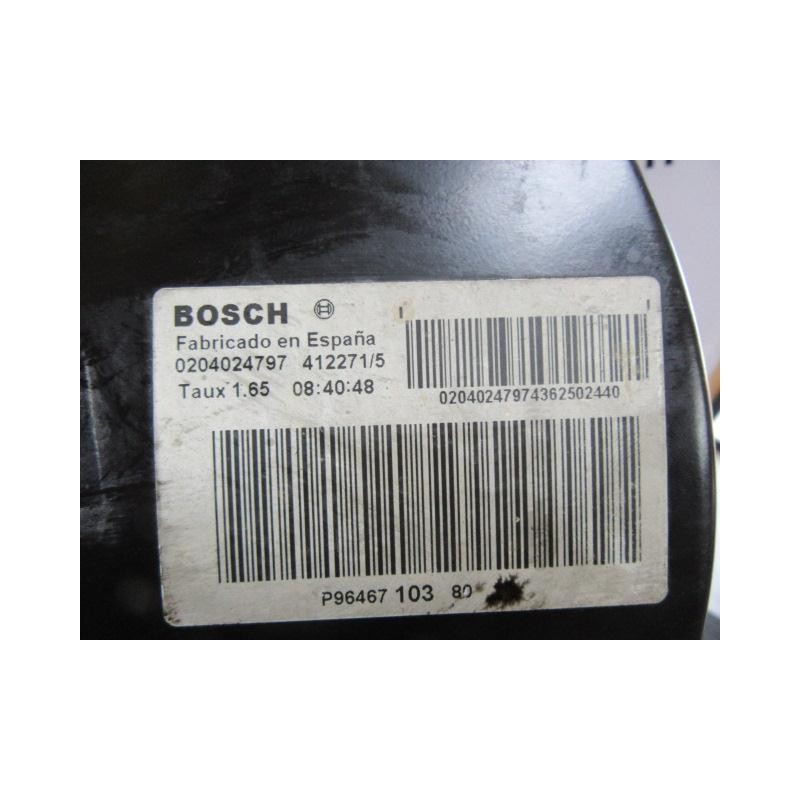 BOSCH
Fabricado en España
0204024797 412271/5
Taux 1.65 08:40:48
02040247974362502440
P96467 103 80